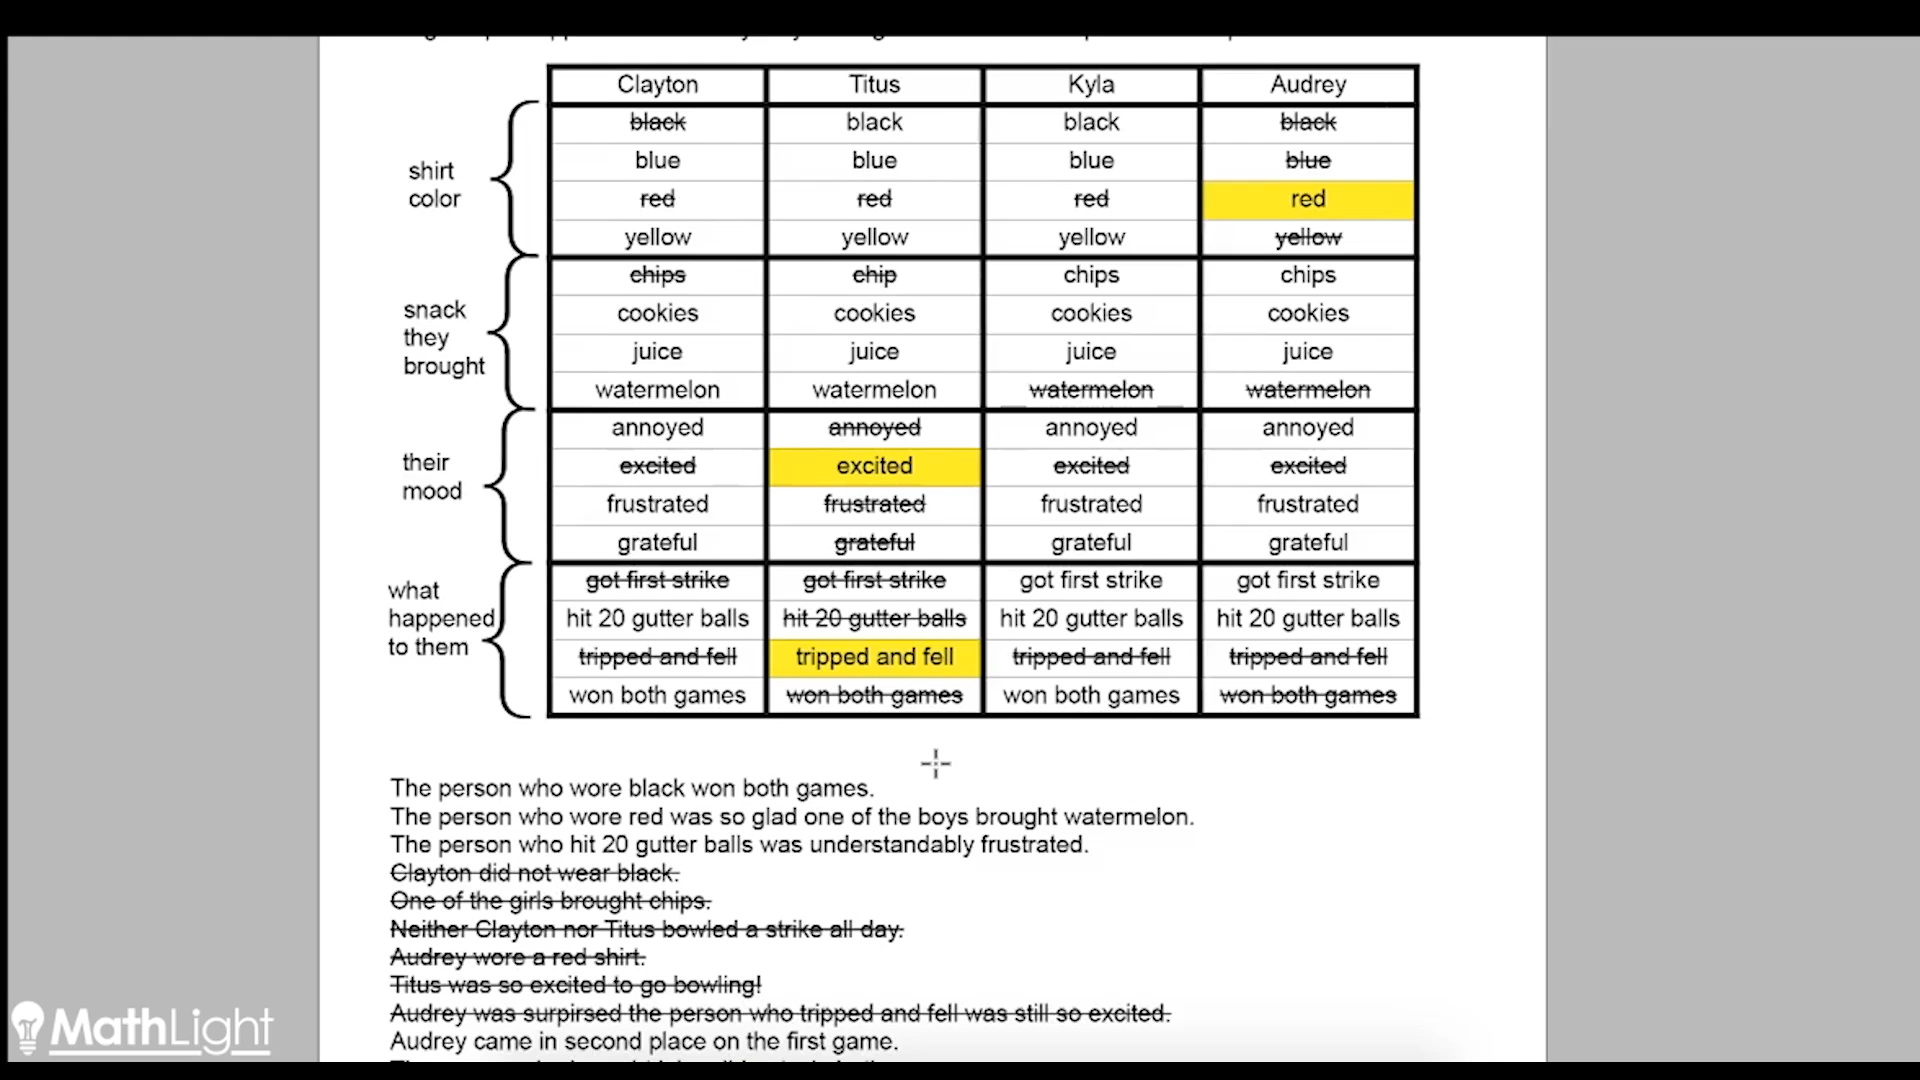 Clayton Titus Kyla Audrey
black black black black
blue blue blue blue
red red red red
yellow yellow yellow yellow
shirt
color
chips chip chips chips
cookies cookies cookies cookies
juice juice juice juice
watermelon watermelon watermelon watermelon
snack
they
brought
annoyed annoyed annoyed annoyed
excited excited excited excited
frustrated frustrated frustrated frustrated
grateful grateful grateful grateful
their
mood
got first strike got first strike got first strike got first strike
hit 20 gutter balls hit 20 gutter balls hit 20 gutter balls hit 20 gutter balls
tripped and fell tripped and fell tripped and fell tripped and fell
won both games won both games won both games won both games
what
happened
to them
The person who wore black won both games.
The person who wore red was so glad one of the boys brought watermelon.
The person who hit 20 gutter balls was understandably frustrated.
Clayton did not wear black.
One of the girls brought chips.
Neither Clayton nor Titus bowled a strike all day.
Audrey wore a red shirt.
Titus was so excited to go bowling!
Audrey was surpirsed the person who tripped and fell was still so excited.
Audrey came in second place on the first game.
MathLight